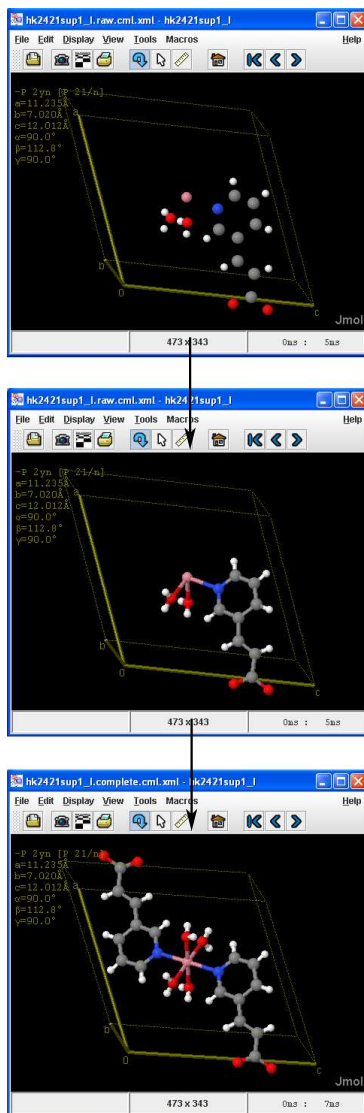 hk2421sup1_I.raw.cml.xml - hk2421sup1_I
File Edit Display View Tools Macros Help
-P 2yn [P 21/n]
a=11.235Å
b=7.020Å
c=12.012Å
α=90.0°
β=112.8°
γ=90.0°
a
b
0
c
Jmol
473 x 343 0ms : 5ms
hk2421sup1_I.raw.cml.xml - hk2421sup1_I
File Edit Display View Tools Macros Help
-P 2yn [P 21/n]
a=11.235Å
b=7.020Å
c=12.012Å
α=90.0°
β=112.8°
γ=90.0°
a
b
0
c
Jmol
473 x 343 0ms : 5ms
hk2421sup1_I.complete.cml.xml - hk2421sup1_I
File Edit Display View Tools Macros Help
-P 2yn [P 21/n]
a=11.235Å
b=7.020Å
c=12.012Å
α=90.0°
β=112.8°
γ=90.0°
a
b
0
c
Jmol
473 x 343 0ms : 7ms